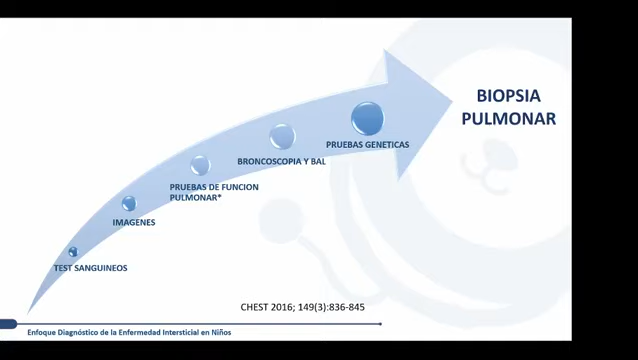 BIOPSIA
PULMONAR
PRUEBAS GENETICAS
BRONCOSCOPIA Y BAL
PRUEBAS DE FUNCION
PULMONAR*
IMAGENES
TEST SANGUINEOS
CHEST 2016; 149(3):836-845
Enfoque Diagnóstico de la Enfermedad Intersticial en Niños